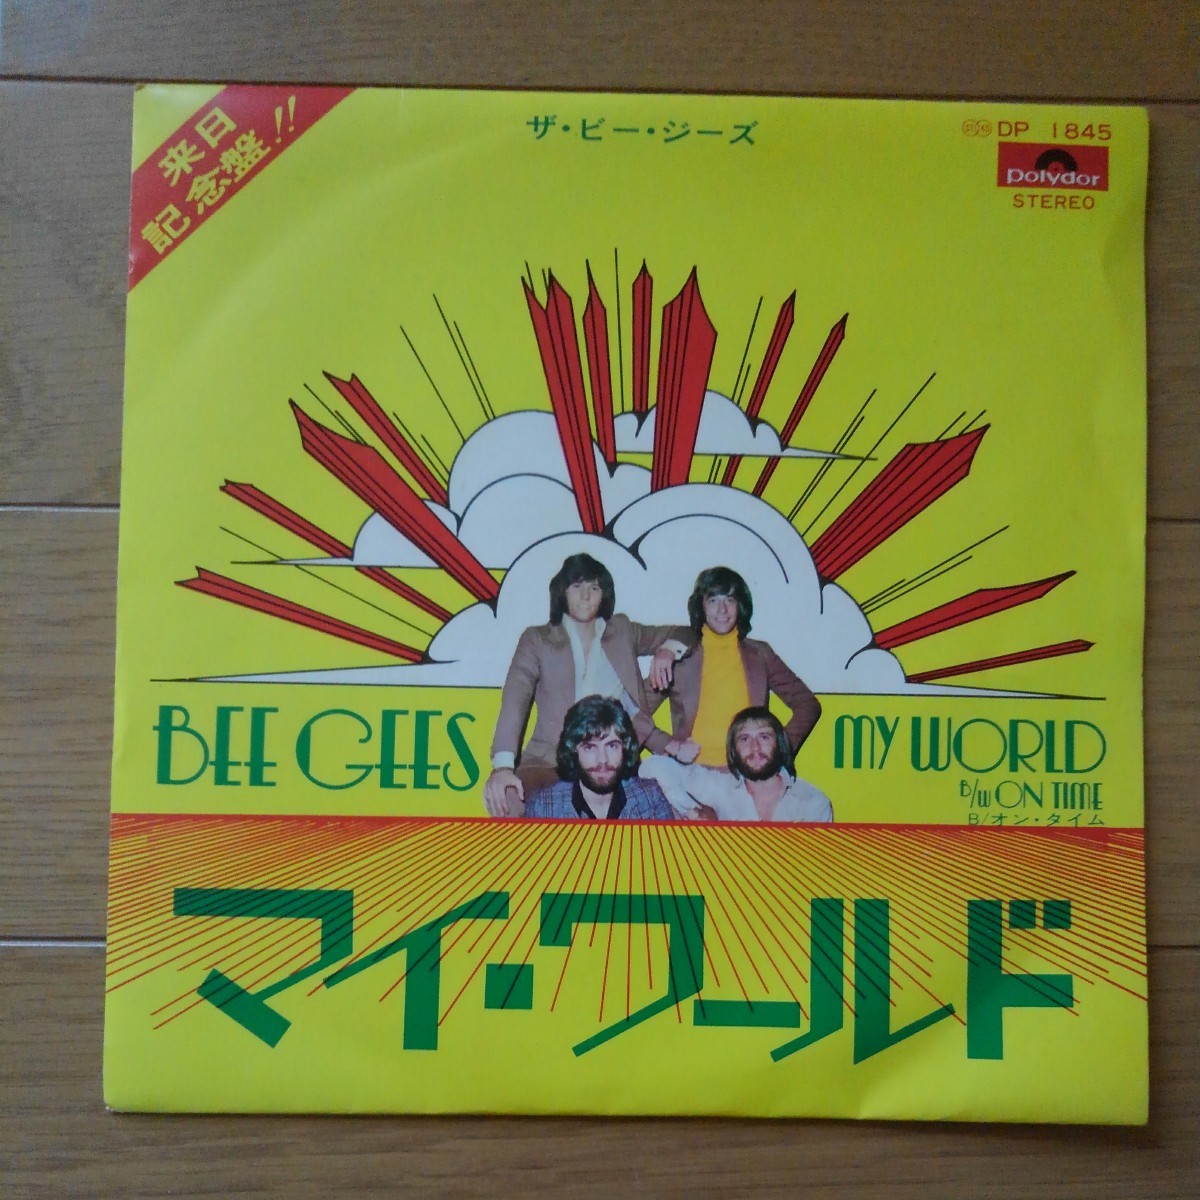 来日
記念盤!!
ザ・ビー・ジーズ
DP 1845
polydor
STEREO
BEE GEES
MY WORLD
B/W ON TIME
B/オン・タイム
マイ・ワールド